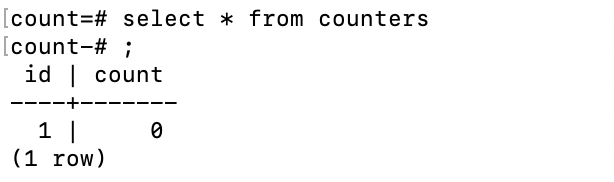 [count=# select * from counters
[count-# ;
 id | count
----+-------
  1 |     0
(1 row)